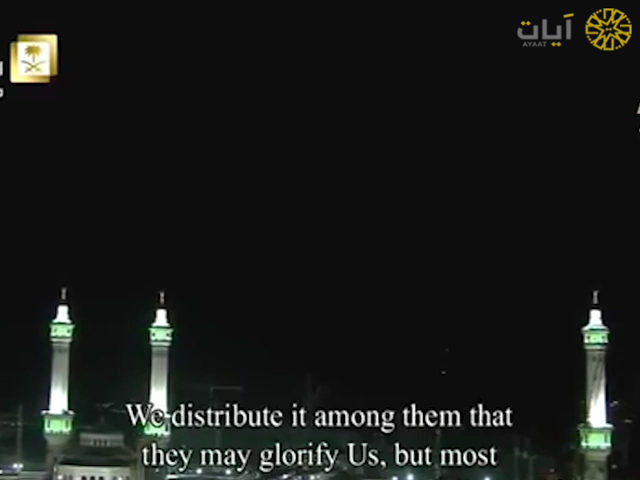 آيات
AYAAT
We distribute it among them that
they may glorify Us, but most